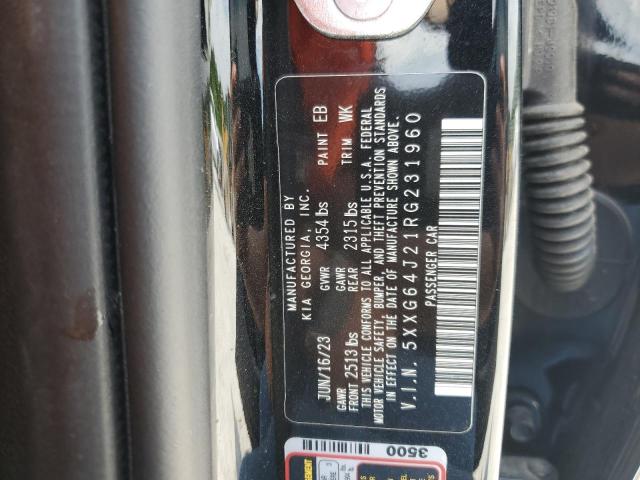 MANUFACTURED BY
KIA GEORGIA, INC.
JUN/16/23 GVWR 4354 lbs PAINT EB
GAWR FRONT 2513 lbs GAWR REAR 2315 lbs TRIM WK
THIS VEHICLE CONFORMS TO ALL APPLICABLE U.S.A. FEDERAL
MOTOR VEHICLE SAFETY, BUMPER, AND THEFT PREVENTION STANDARDS
IN EFFECT ON THE DATE OF MANUFACTURE SHOWN ABOVE.
V.I.N. 5XXG64J21RG231960
PASSENGER CAR
3500